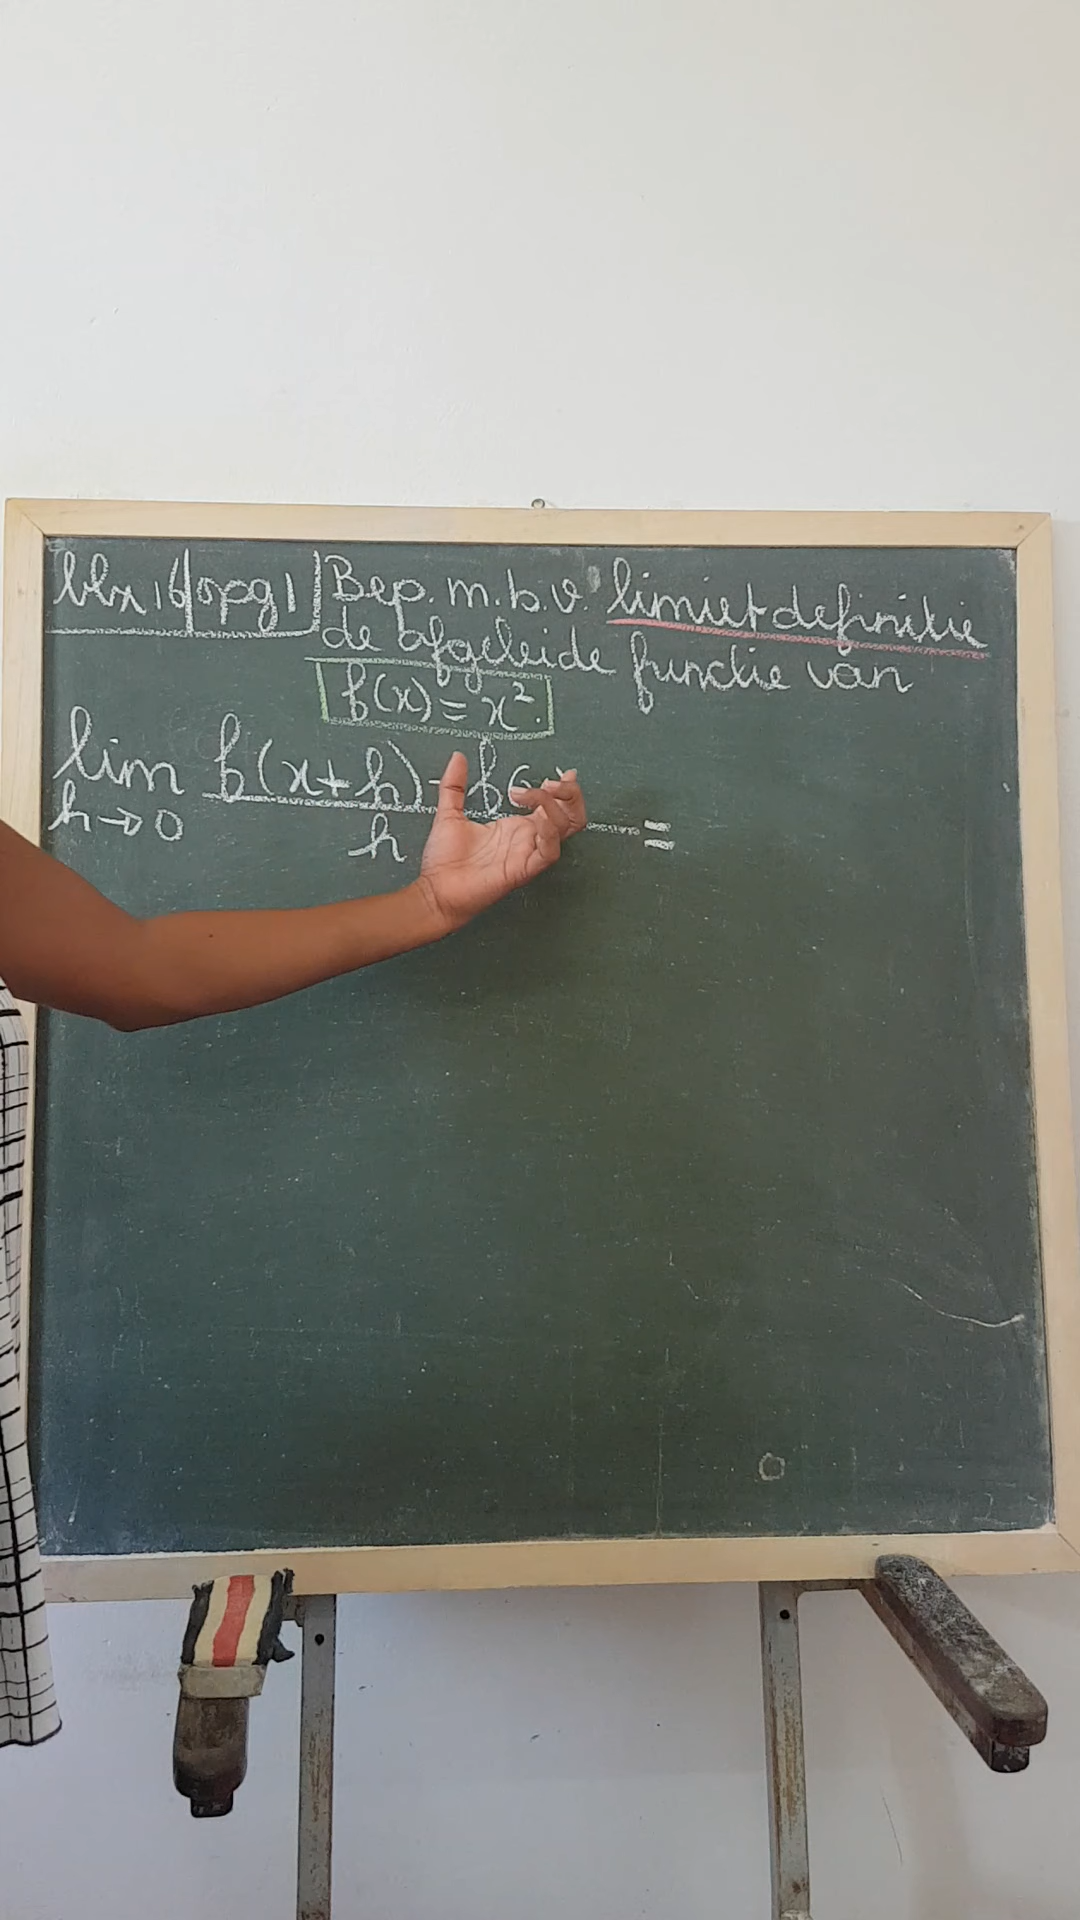 blz 16 opg 1 Bep. m.b.v. limietdefinitie
de afgeleide functie van
f(x) = x².
lim f(x+h) - f(x) =
h→0 h